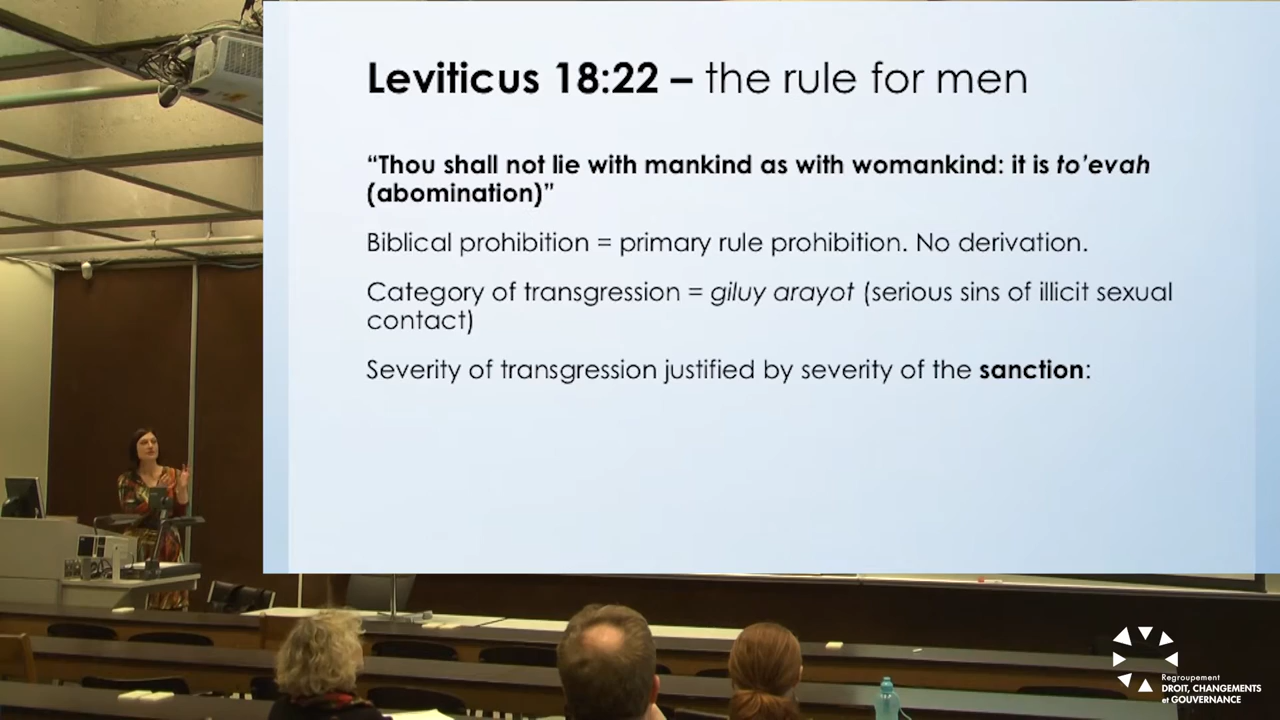 Leviticus 18:22 – the rule for men
“Thou shall not lie with mankind as with womankind: it is to’evah
(abomination)”
Biblical prohibition = primary rule prohibition. No derivation.
Category of transgression = giluy arayot (serious sins of illicit sexual
contact)
Severity of transgression justified by severity of the sanction:
Regroupement
DROIT, CHANGEMENTS
et GOUVERNANCE